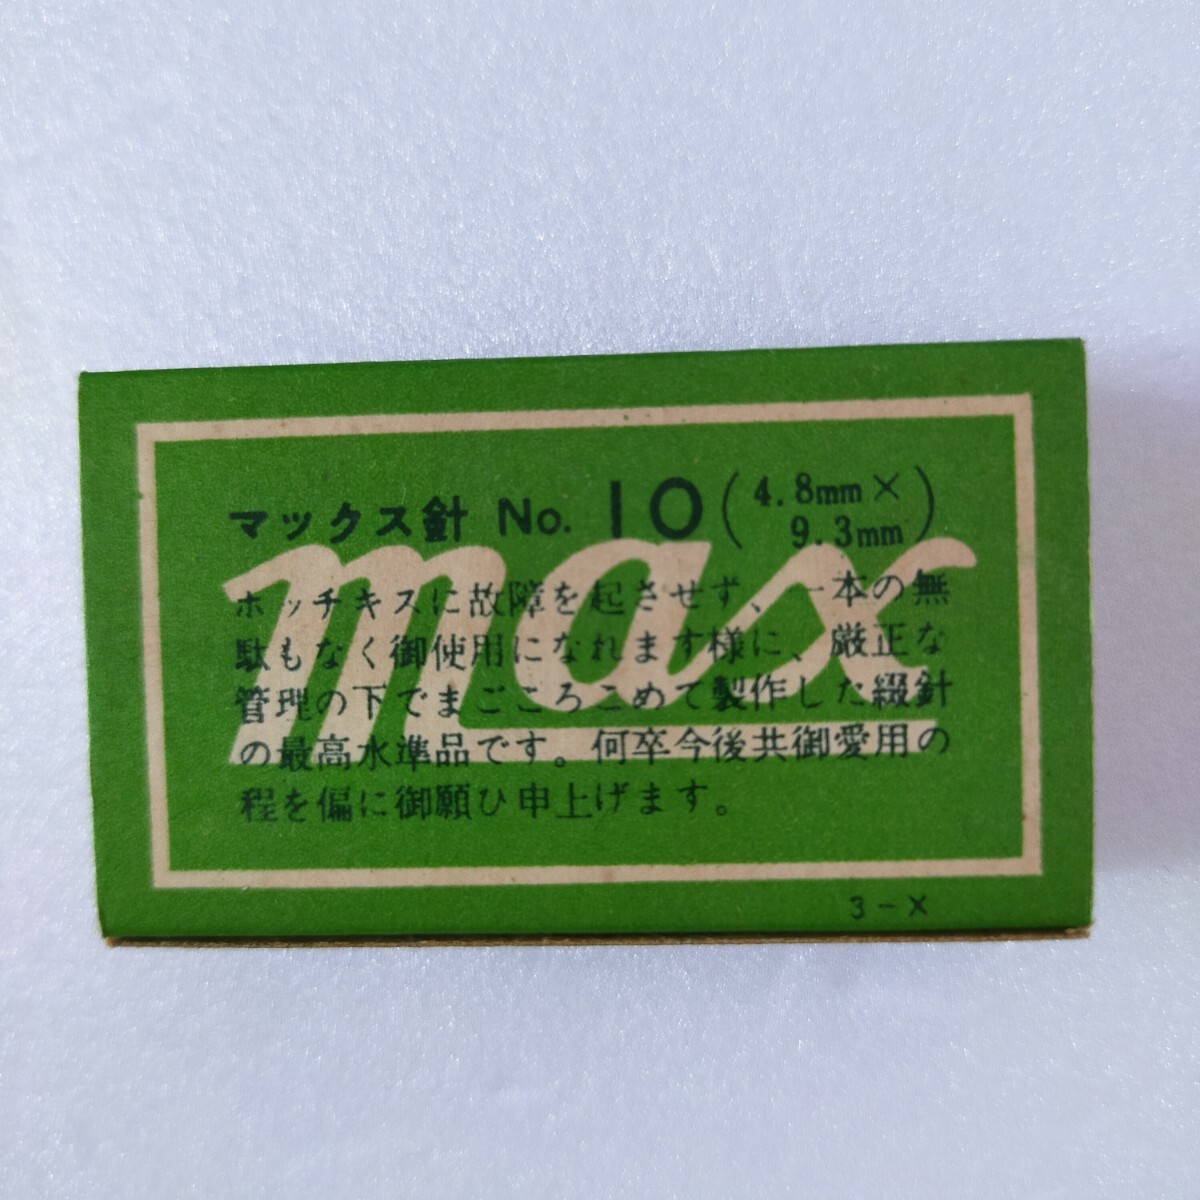 マックス針 No. 10 (4.8mm×
9.3mm)
max
ホッチキスに故障を起させず、一本の無
駄もなく御使用になれます様に、厳正な
管理の下でまごころこめて製作した綴針
の最高水準品です。何卒今後共御愛用の
程を偏に御願ひ申上げます。
3-X